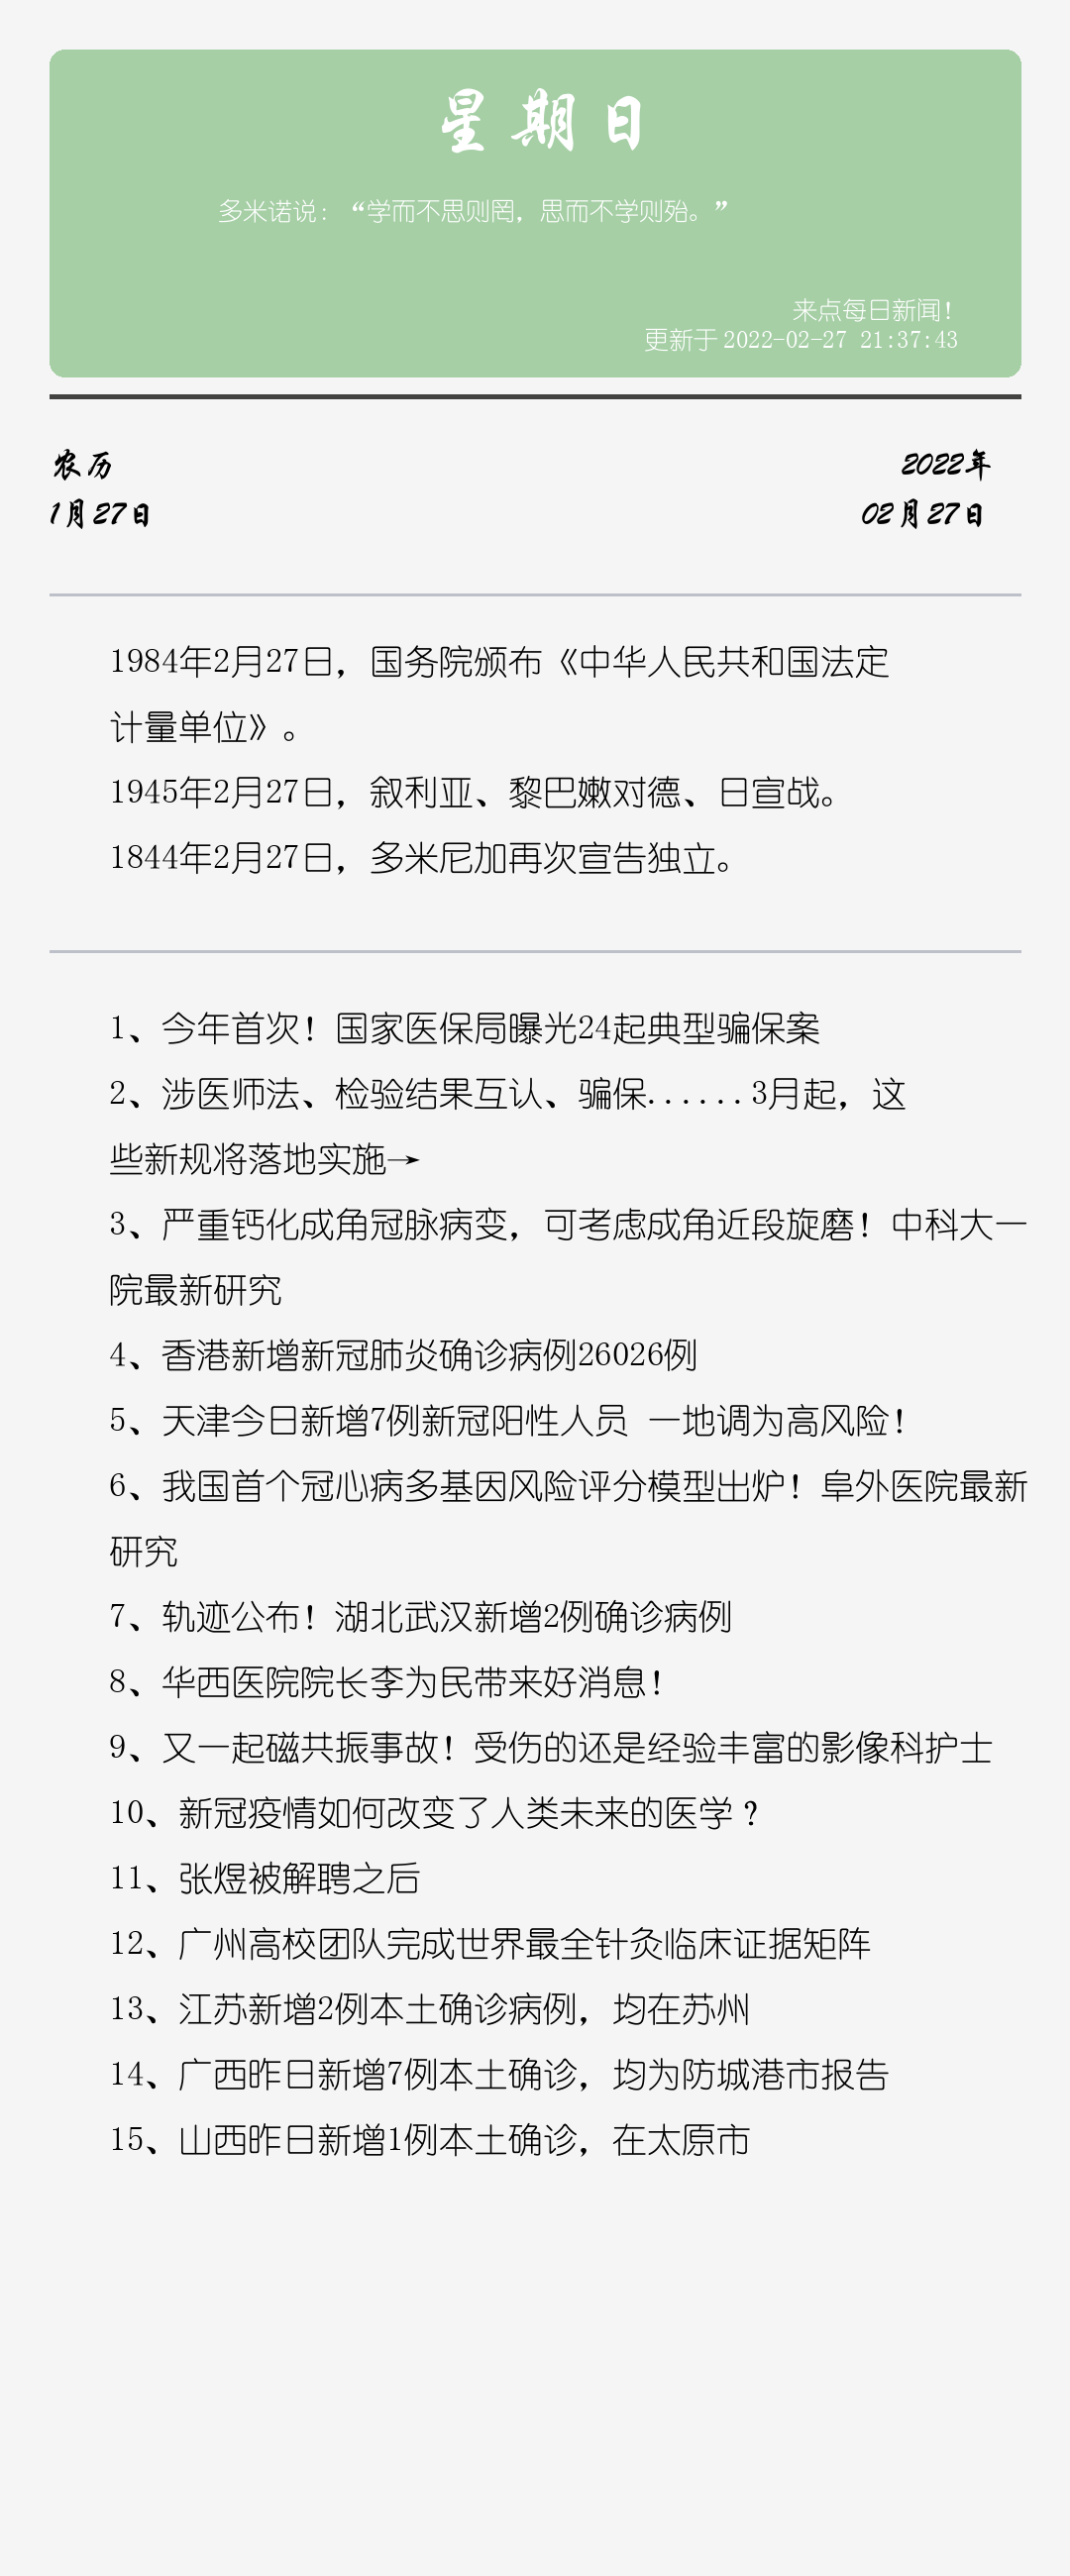 星期日
多米诺说：“学而不思则罔，思而不学则殆。”
来点每日新闻！
更新于 2022-02-27 21:37:43
农历
2022年
1月27日
02月27日
1984年2月27日，国务院颁布《中华人民共和国法定
计量单位》。
1945年2月27日，叙利亚、黎巴嫩对德、日宣战。
1844年2月27日，多米尼加再次宣告独立。
1、今年首次！国家医保局曝光24起典型骗保案
2、涉医师法、检验结果互认、骗保......3月起，这
些新规将落地实施→
3、严重钙化成角冠脉病变，可考虑成角近段旋磨！中科大一
院最新研究
4、香港新增新冠肺炎确诊病例26026例
5、天津今日新增7例新冠阳性人员 一地调为高风险！
6、我国首个冠心病多基因风险评分模型出炉！阜外医院最新
研究
7、轨迹公布！湖北武汉新增2例确诊病例
8、华西医院院长李为民带来好消息！
9、又一起磁共振事故！受伤的还是经验丰富的影像科护士
10、新冠疫情如何改变了人类未来的医学？
11、张煜被解聘之后
12、广州高校团队完成世界最全针灸临床证据矩阵
13、江苏新增2例本土确诊病例，均在苏州
14、广西昨日新增7例本土确诊，均为防城港市报告
15、山西昨日新增1例本土确诊，在太原市